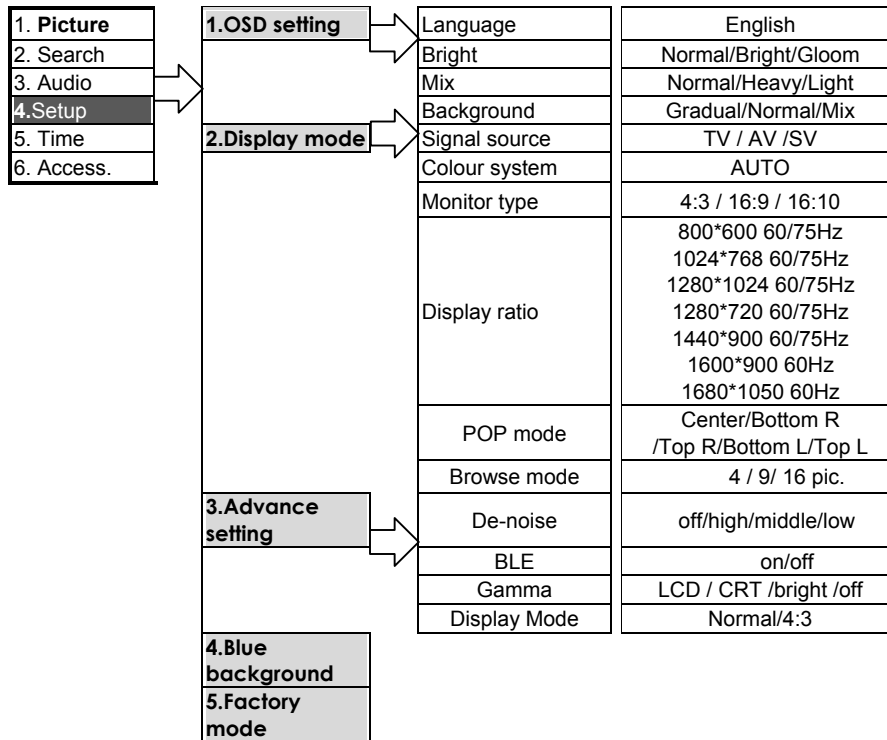 1. Picture
2. Search
3. Audio
4.Setup
5. Time
6. Access.
1.OSD setting
2.Display mode
3.Advance
setting
4.Blue
background
5.Factory
mode
Language English
Bright Normal/Bright/Gloom
Mix Normal/Heavy/Light
Background Gradual/Normal/Mix
Signal source TV / AV /SV
Colour system AUTO
Monitor type 4:3 / 16:9 / 16:10
Display ratio
800*600 60/75Hz
1024*768 60/75Hz
1280*1024 60/75Hz
1280*720 60/75Hz
1440*900 60/75Hz
1600*900 60Hz
1680*1050 60Hz
POP mode
Center/Bottom R
/Top R/Bottom L/Top L
Browse mode 4 / 9/ 16 pic.
De-noise off/high/middle/low
BLE on/off
Gamma LCD / CRT /bright /off
Display Mode Normal/4:3